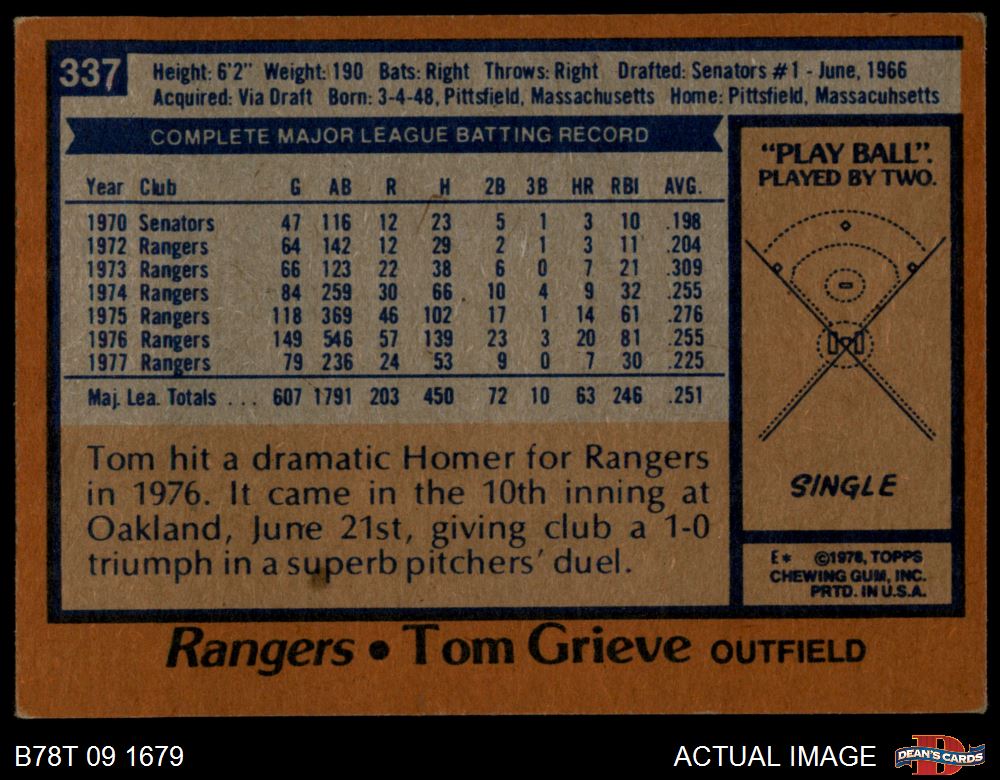 337
Height: 6'2" Weight: 190 Bats: Right Throws: Right Drafted: Senators #1 - June, 1966
Acquired: Via Draft Born: 3-4-48, Pittsfield, Massachusetts Home: Pittsfield, Massacuhsetts
COMPLETE MAJOR LEAGUE BATTING RECORD
Year Club G AB R H 2B 3B HR RBI AVG.
1970 Senators 47 116 12 23 5 1 3 10 .198
1972 Rangers 64 142 12 29 2 1 3 11 .204
1973 Rangers 66 123 22 38 6 0 7 21 .309
1974 Rangers 84 259 30 66 10 4 9 32 .255
1975 Rangers 118 369 46 102 17 1 14 61 .276
1976 Rangers 149 546 57 139 23 3 20 81 .255
1977 Rangers 79 236 24 53 9 0 7 30 .225
Maj. Lea. Totals ... 607 1791 203 450 72 10 63 246 .251
Tom hit a dramatic Homer for Rangers
in 1976. It came in the 10th inning at
Oakland, June 21st, giving club a 1-0
triumph in a superb pitchers' duel.
"PLAY BALL".
PLAYED BY TWO.
SINGLE
E* ©1978, TOPPS
CHEWING GUM, INC.
PRTD. IN U.S.A.
Rangers • Tom Grieve OUTFIELD
B78T 09 1679
ACTUAL IMAGE
DEAN'S CARDS